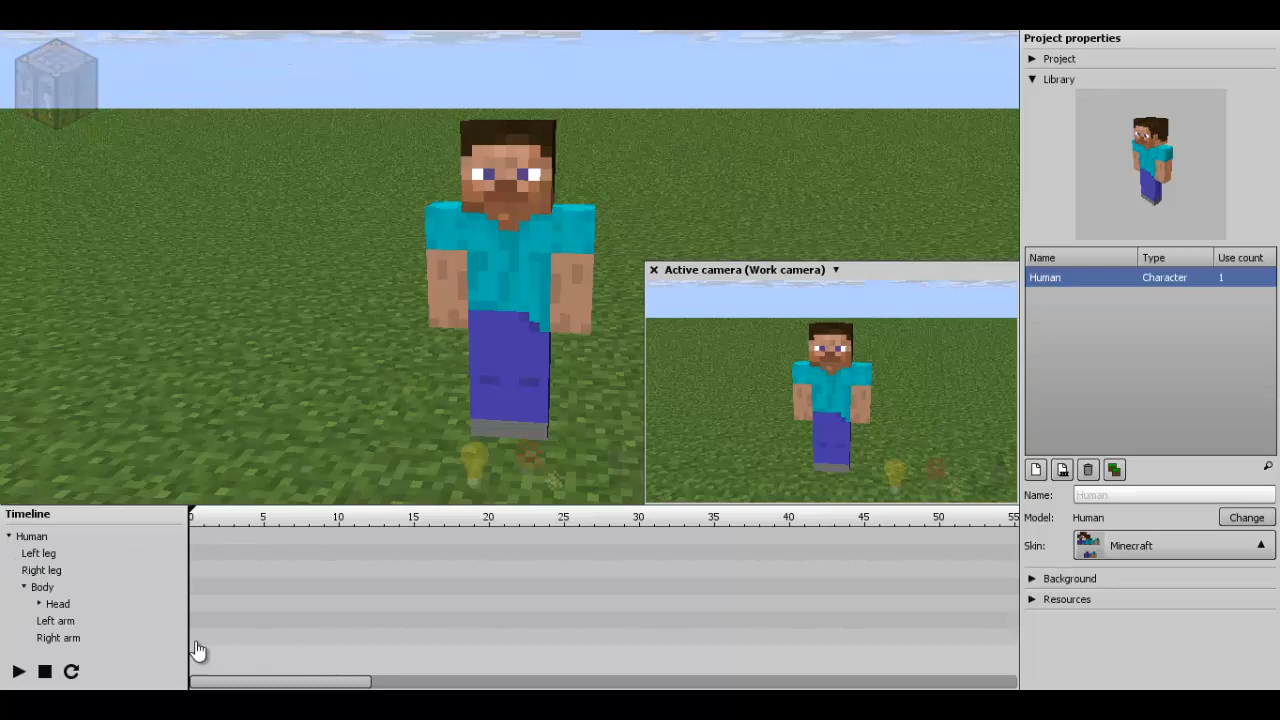 Project properties
Project
Library
Active camera (Work camera)
Name Type Use count
Human Character 1
Name: Human
Model: Human Change
Skin: Minecraft
Background
Resources
Timeline
0 5 10 15 20 25 30 35 40 45 50 55
Human
Left leg
Right leg
Body
Head
Left arm
Right arm